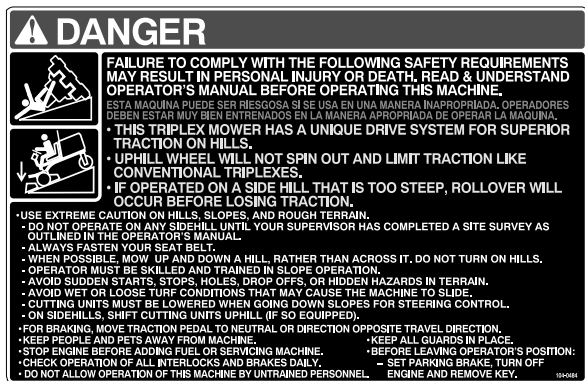 DANGER
FAILURE TO COMPLY WITH THE FOLLOWING SAFETY REQUIREMENTS
MAY RESULT IN PERSONAL INJURY OR DEATH. READ & UNDERSTAND
OPERATOR'S MANUAL BEFORE OPERATING THIS MACHINE.
ESTA MAQUINA PUEDE SER RIESGOSA SI SE USA EN UNA MANERA INAPROPRIADA. OPERADORES
DEBEN ESTAR MUY BIEN ENTRENADOS EN LA MANERA APROPRIADA DE OPERAR LA MAQUINA.
• THIS TRIPLEX MOWER HAS A UNIQUE DRIVE SYSTEM FOR SUPERIOR
TRACTION ON HILLS.
• UPHILL WHEEL WILL NOT SPIN OUT AND LIMIT TRACTION LIKE
CONVENTIONAL TRIPLEXES.
• IF OPERATED ON A SIDE HILL THAT IS TOO STEEP, ROLLOVER WILL
OCCUR BEFORE LOSING TRACTION.
•USE EXTREME CAUTION ON HILLS, SLOPES, AND ROUGH TERRAIN.
- DO NOT OPERATE ON ANY SIDEHILL UNTIL YOUR SUPERVISOR HAS COMPLETED A SITE SURVEY AS
OUTLINED IN THE OPERATOR'S MANUAL.
- ALWAYS FASTEN YOUR SEAT BELT.
- WHEN POSSIBLE, MOW UP AND DOWN A HILL, RATHER THAN ACROSS IT. DO NOT TURN ON HILLS.
- OPERATOR MUST BE SKILLED AND TRAINED IN SLOPE OPERATION.
- AVOID SUDDEN STARTS, STOPS, HOLES, DROP OFFS, OR HIDDEN HAZARDS IN TERRAIN.
- AVOID WET OR LOOSE TURF CONDITIONS THAT MAY CAUSE THE MACHINE TO SLIDE.
- CUTTING UNITS MUST BE LOWERED WHEN GOING DOWN SLOPES FOR STEERING CONTROL.
- ON SIDEHILLS, SHIFT CUTTING UNITS UPHILL (IF SO EQUIPPED).
•FOR BRAKING, MOVE TRACTION PEDAL TO NEUTRAL OR DIRECTION OPPOSITE TRAVEL DIRECTION.
•KEEP PEOPLE AND PETS AWAY FROM MACHINE.
•STOP ENGINE BEFORE ADDING FUEL OR SERVICING MACHINE.
•CHECK OPERATION OF ALL INTERLOCKS AND BRAKES DAILY.
• DO NOT ALLOW OPERATION OF THIS MACHINE BY UNTRAINED PERSONNEL.
•KEEP ALL GUARDS IN PLACE.
•BEFORE LEAVING OPERATOR'S POSITION:
– SET PARKING BRAKE, TURN OFF
ENGINE AND REMOVE KEY.
104-0484